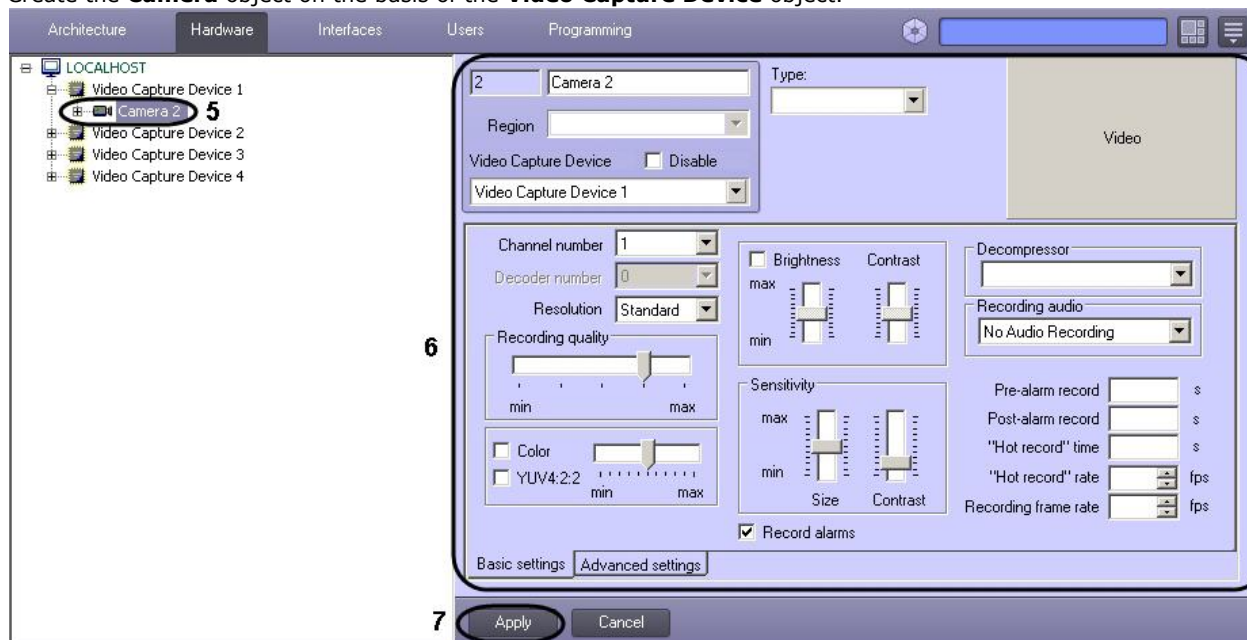 Create the Camera object on the basis of the Video Capture Device object.
Architecture Hardware Interfaces Users Programming
LOCALHOST
Video Capture Device 1
Camera 2 5
Video Capture Device 2
Video Capture Device 3
Video Capture Device 4
2 Camera 2
Region
Video Capture Device Disable
Video Capture Device 1
Type:
Video
6
Channel number 1
Decoder number 0
Resolution Standard
Recording quality
min max
Color
YUV4:2:2
min max
Brightness Contrast
max
min
Sensitivity
max
min
Size Contrast
Record alarms
Decompressor
Recording audio
No Audio Recording
Pre-alarm record s
Post-alarm record s
"Hot record" time s
"Hot record" rate fps
Recording frame rate fps
Basic settings Advanced settings
7 Apply Cancel